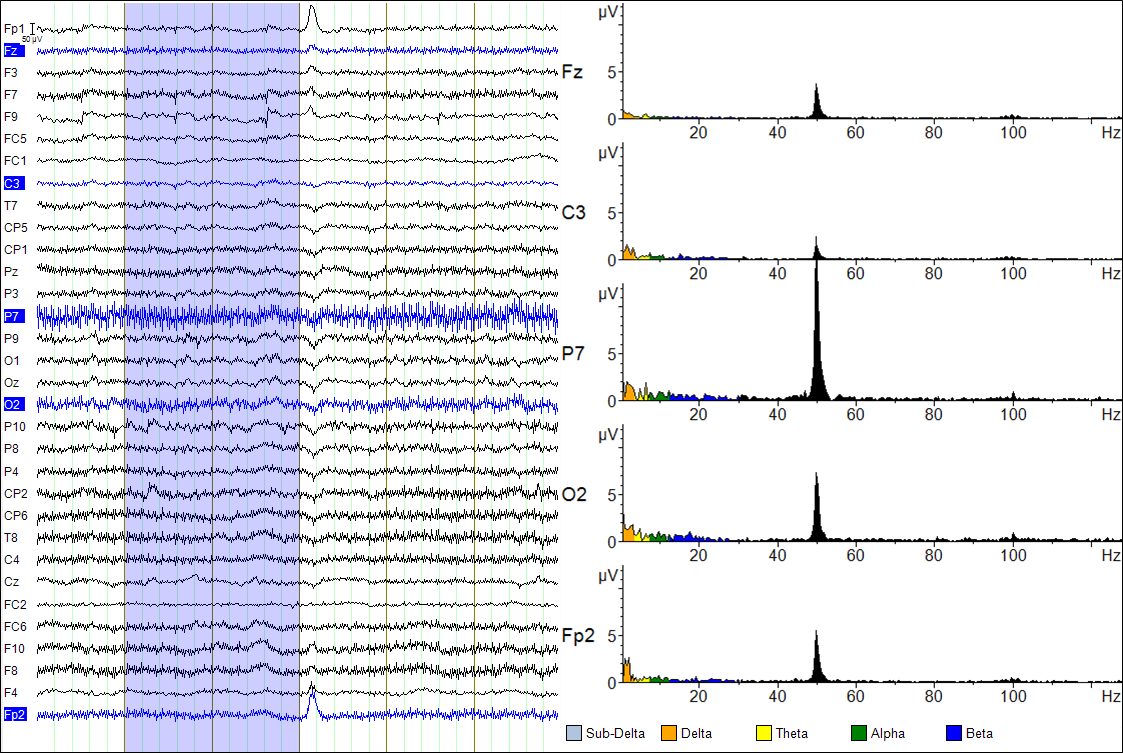 Fp1
50 µV
Fz
F3
F7
F9
FC5
FC1
C3
T7
CP5
CP1
Pz
P3
P7
P9
O1
Oz
O2
P10
P8
P4
CP2
CP6
T8
C4
Cz
FC2
FC6
F10
F8
F4
Fp2
µV
Fz
5
0
20 40 60 80 100 Hz
µV
C3
5
0
20 40 60 80 100 Hz
µV
P7
5
0
20 40 60 80 100 Hz
µV
O2
5
0
20 40 60 80 100 Hz
µV
Fp2
5
0
20 40 60 80 100 Hz
Sub-Delta Delta Theta Alpha Beta